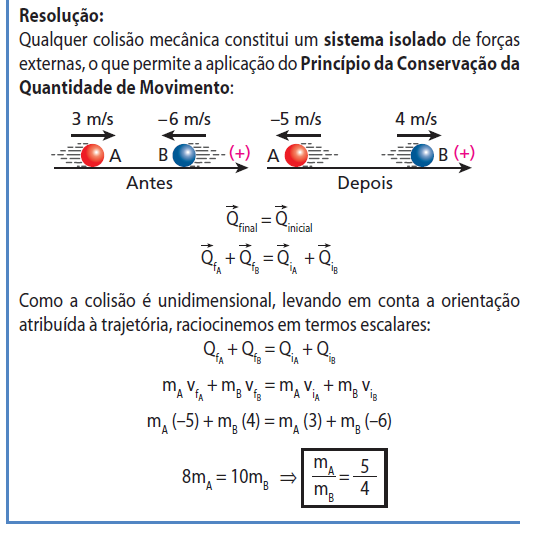 Resolução:
Qualquer colisão mecânica constitui um sistema isolado de forças
externas, o que permite a aplicação do Princípio da Conservação da
Quantidade de Movimento:
3 m/s –6 m/s –5 m/s 4 m/s
A B (+) A B (+)
Antes Depois
Q⃗final = Q⃗inicial
Q⃗fA + Q⃗fB = Q⃗iA + Q⃗iB
Como a colisão é unidimensional, levando em conta a orientação
atribuída à trajetória, raciocinemos em termos escalares:
QfA + QfB = QiA + QiB
mA vfA + mB vfB = mA viA + mB viB
mA (–5) + mB (4) = mA (3) + mB (–6)
8mA = 10mB ⇒ mA/mB = 5/4